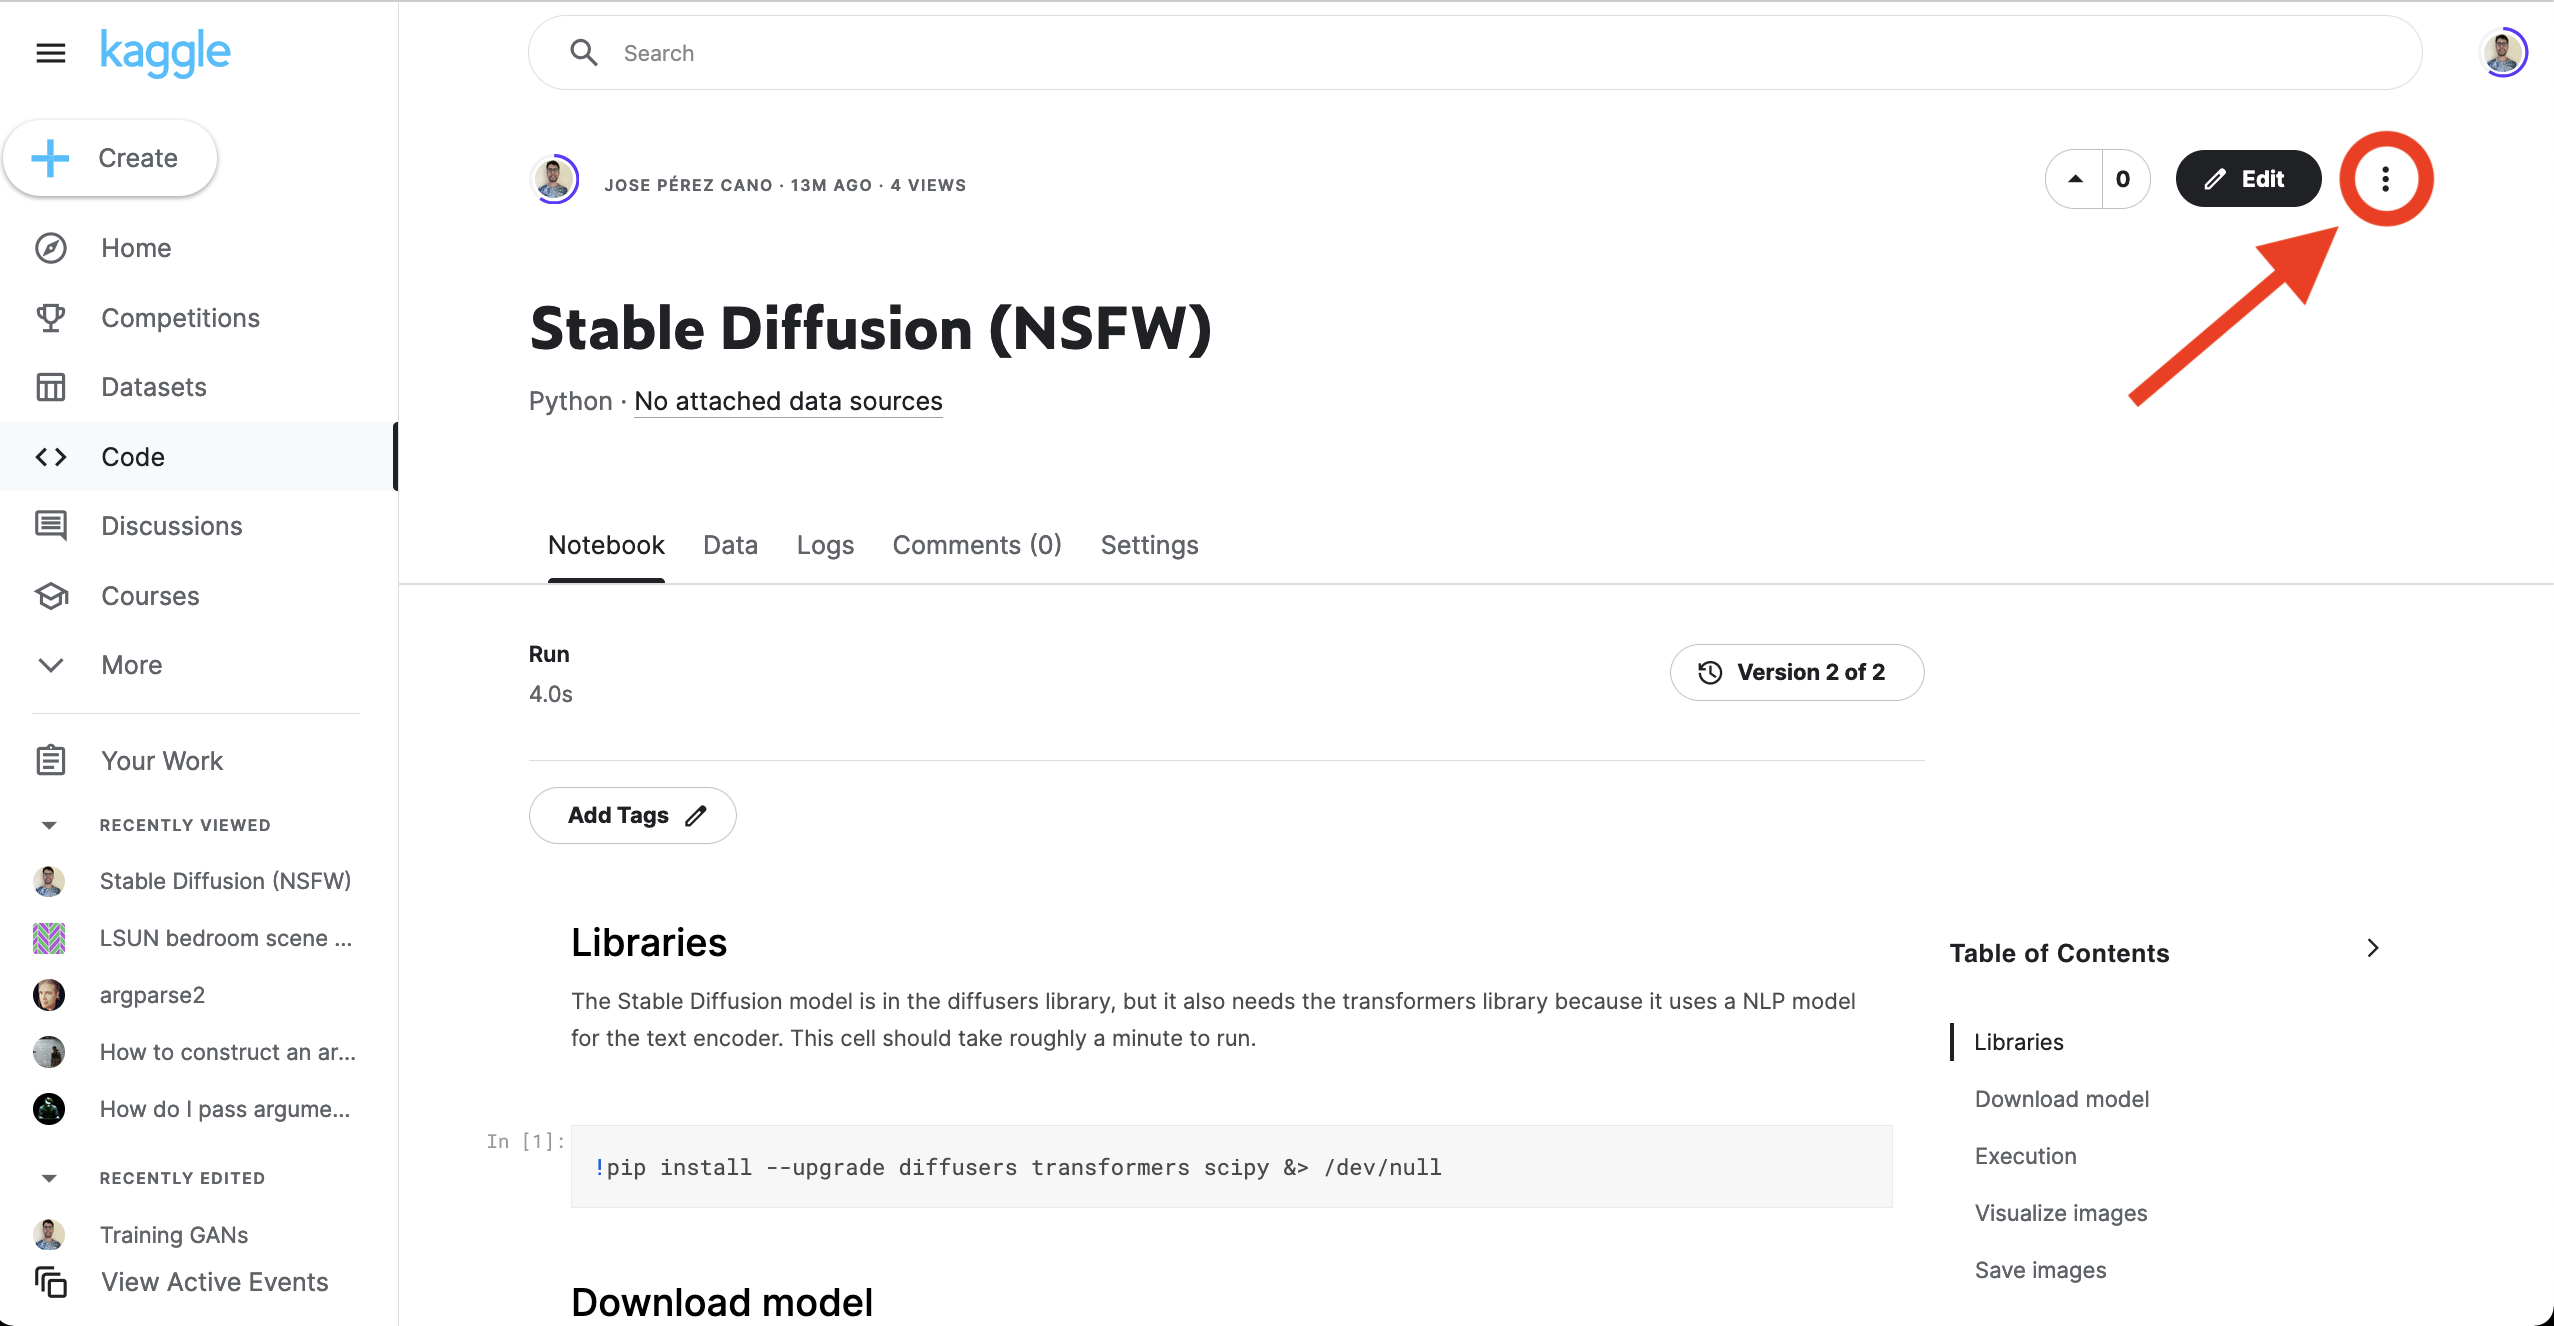 kaggle
Search
Create
Home
Competitions
Datasets
Code
Discussions
Courses
More
Your Work
RECENTLY VIEWED
Stable Diffusion (NSFW)
LSUN bedroom scene ...
argparse2
How to construct an ar...
How do I pass argume...
RECENTLY EDITED
Training GANs
View Active Events
JOSE PÉREZ CANO · 13M AGO · 4 VIEWS
0
Edit
Stable Diffusion (NSFW)
Python · No attached data sources
Notebook Data Logs Comments (0) Settings
Run
4.0s
Version 2 of 2
Add Tags
Libraries
The Stable Diffusion model is in the diffusers library, but it also needs the transformers library because it uses a NLP model
for the text encoder. This cell should take roughly a minute to run.
In [1]:
!pip install --upgrade diffusers transformers scipy &> /dev/null
Download model
Table of Contents
Libraries
Download model
Execution
Visualize images
Save images